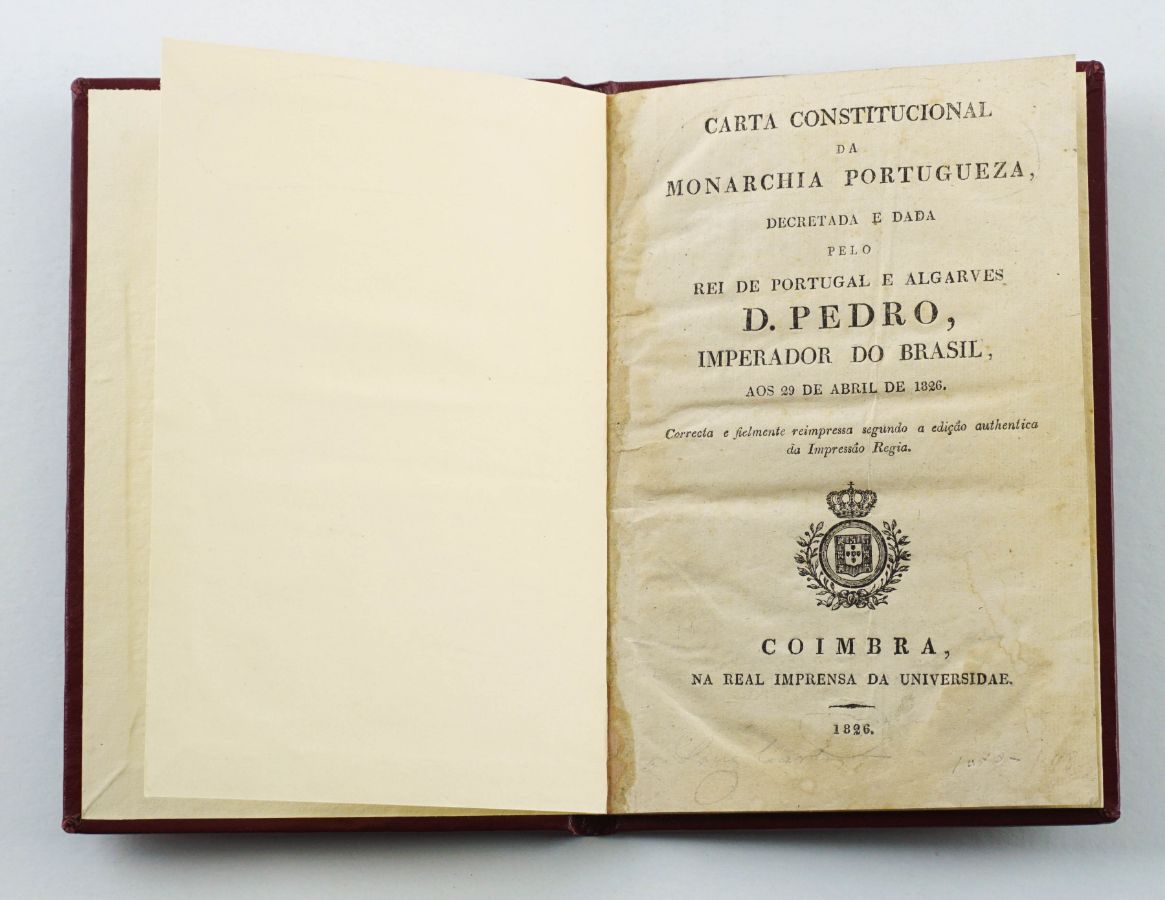 CARTA CONSTITUCIONAL
DA
MONARCHIA PORTUGUEZA,
DECRETADA E DADA
PELO
REI DE PORTUGAL E ALGARVES
D. PEDRO,
IMPERADOR DO BRASIL,
AOS 29 DE ABRIL DE 1826.
Correcta e fielmente reimpressa segundo a edição authentica
da Impressão Regia.
COIMBRA,
NA REAL IMPRENSA DA UNIVERSIDAE.
1826.